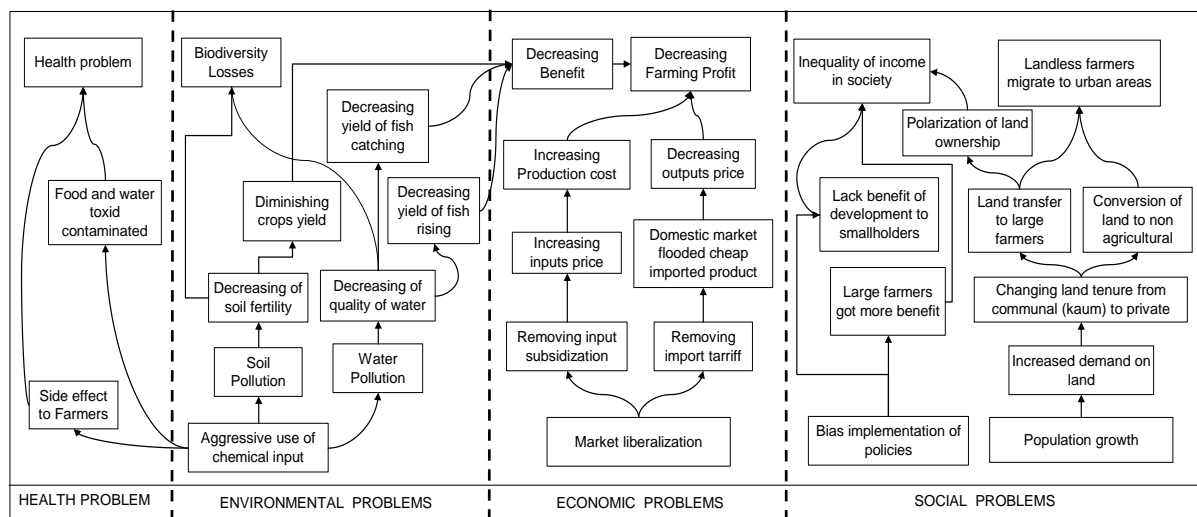 Health problem
Food and water
toxid
contaminated
Side effect
to Farmers
HEALTH PROBLEM
Biodiversity
Losses
Decreasing
yield of fish
catching
Diminishing
crops yield
Decreasing
yield of fish
rising
Decreasing of
soil fertility
Decreasing of
quality of water
Soil
Pollution
Water
Pollution
Aggressive use of
chemical input
ENVIRONMENTAL PROBLEMS
Decreasing
Benefit
Decreasing
Farming Profit
Increasing
Production cost
Decreasing
outputs price
Increasing
inputs price
Domestic market
flooded cheap
imported product
Removing input
subsidization
Removing
import tarriff
Market liberalization
ECONOMIC PROBLEMS
Inequality of income
in society
Landless farmers
migrate to urban areas
Polarization of land
ownership
Lack benefit of
development to
smallholders
Land transfer
to large
farmers
Conversion of
land to non
agricultural
Large farmers
got more benefit
Changing land tenure from
communal (kaum) to private
Increased demand on
land
Bias implementation of
policies
Population growth
SOCIAL PROBLEMS